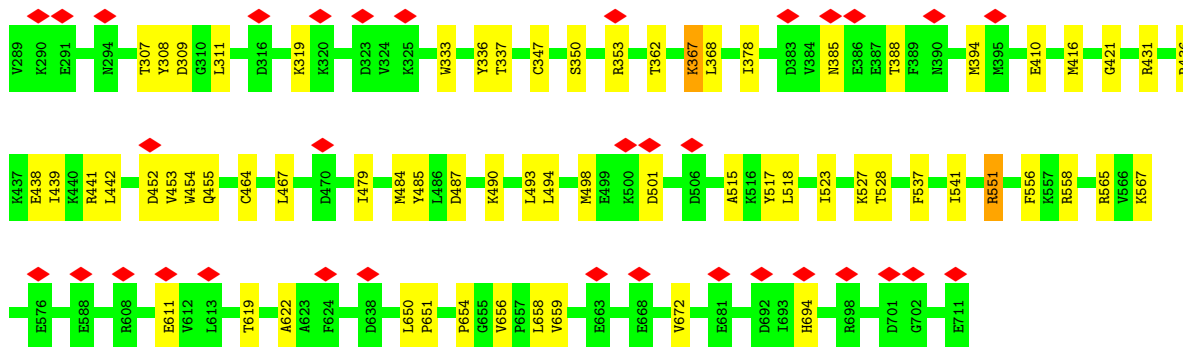 V289 K290 E291 N294 T307 Y308 D309 G310 L311 D316 K319 K320 D323 V324 K325 W333 Y336 T337 C347 S350 R353 T362 K367 L368 I378 D383 V384 N385 E386 E387 T388 F389 N390 M394 M395 E410 M416 G421 R431
K437 E438 I439 K440 R441 L442 D452 V453 W454 Q455 C464 L467 D470 I479 M484 Y485 L486 D487 K490 L493 L494 M498 E499 K500 D501 D506 A515 K516 Y517 L518 I523 K527 T528 F537 I541 R551 F556 K557 R558 R565 V566 K567
E576 E588 R608 E611 V612 L613 T619 A622 A623 F624 D638 L650 P651 P654 G655 V656 P657 L658 V659 E663 E668 V672 E681 D692 I693 H694 R698 D701 G702 E711